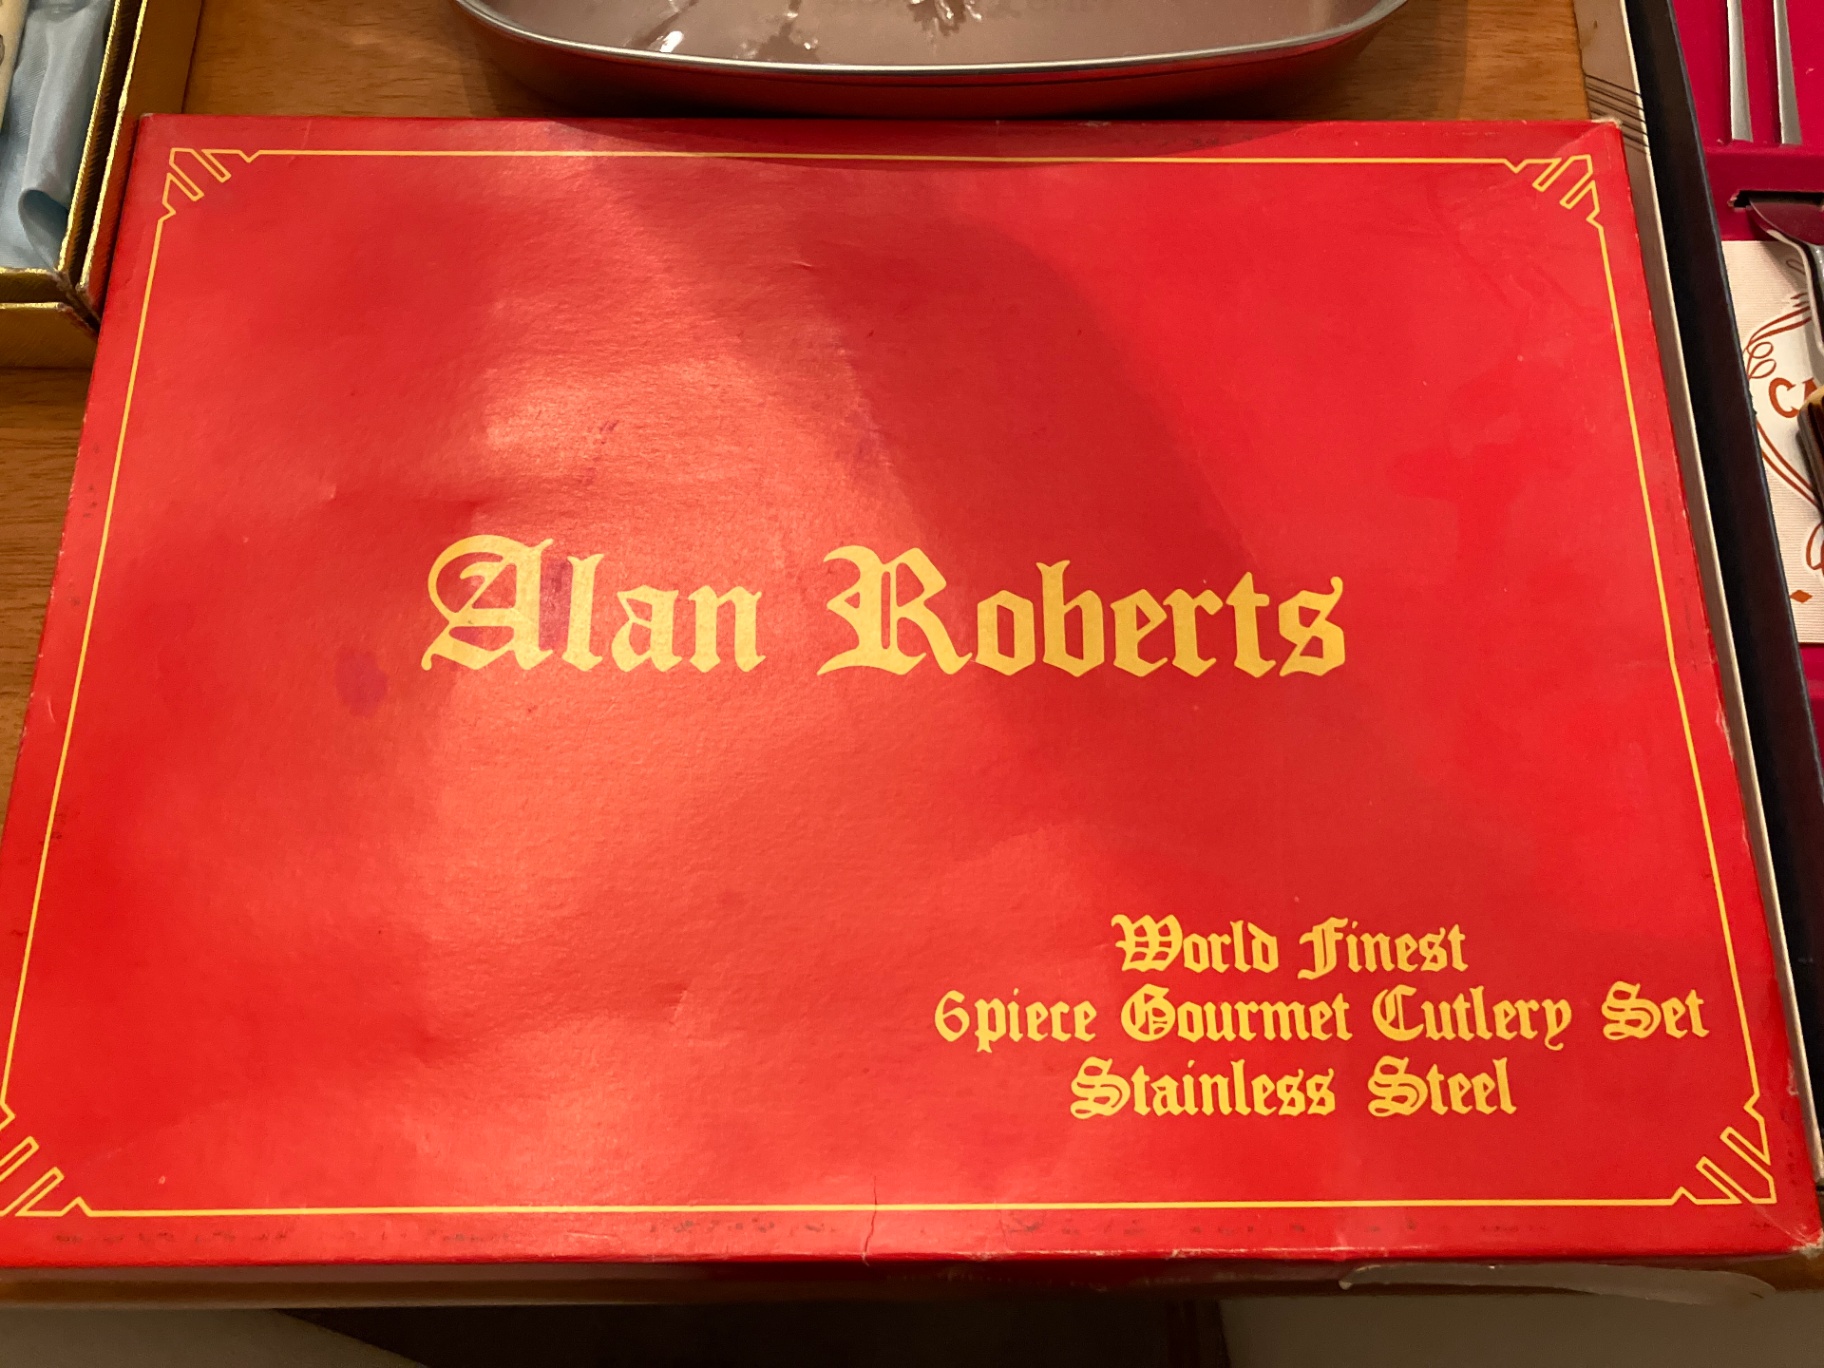 Alan Roberts
World Finest
6piece Gourmet Cutlery Set
Stainless Steel